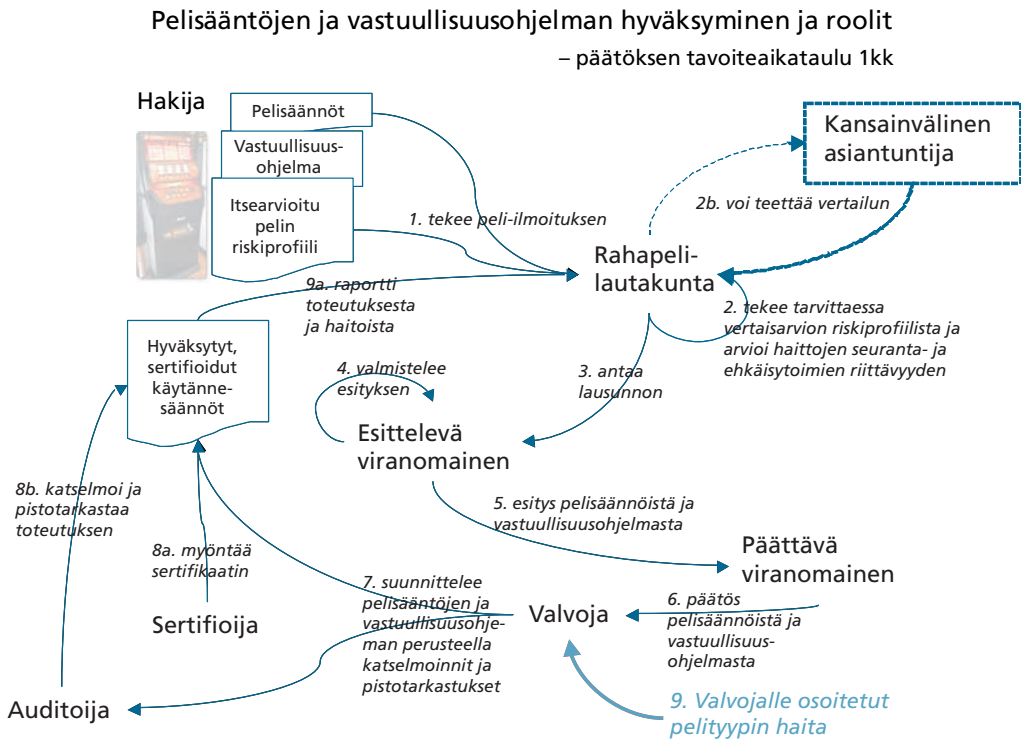 Pelisääntöjen ja vastuullisuusohjelman hyväksyminen ja roolit
– päätöksen tavoiteaikataulu 1kk
Hakija
Pelisäännöt
Vastuullisuus-
ohjelma
Itsearvioitu
pelin
riskiprofiili
Kansainvälinen
asiantuntija
1. tekee peli-ilmoituksen
2b. voi teettää vertailun
Rahapeli-
lautakunta
9a. raportti
toteutuksesta
ja haitoista
2. tekee tarvittaessa
vertaisarvion riskiprofiilista ja
arvioi haittojen seuranta- ja
ehkäisytoimien riittävyyden
Hyväksytyt,
sertifioidut
käytänne-
säännöt
4. valmistelee
esityksen
3. antaa
lausunnon
Esittelevä
viranomainen
8b. katselmoi ja
pistotarkastaa
toteutuksen
5. esitys pelisäännöistä ja
vastuullisuusohjelmasta
Päättävä
viranomainen
8a. myöntää
sertifikaatin
7. suunnittelee
pelisääntöjen ja
vastuullisuusohje-
man perusteella
katselmoinnit ja
pistotarkastukset
Sertifioija
Valvoja
6. päätös
pelisäännöistä ja
vastuullisuus-
ohjelmasta
Auditoija
9. Valvojalle osoitetut
pelityypin haita